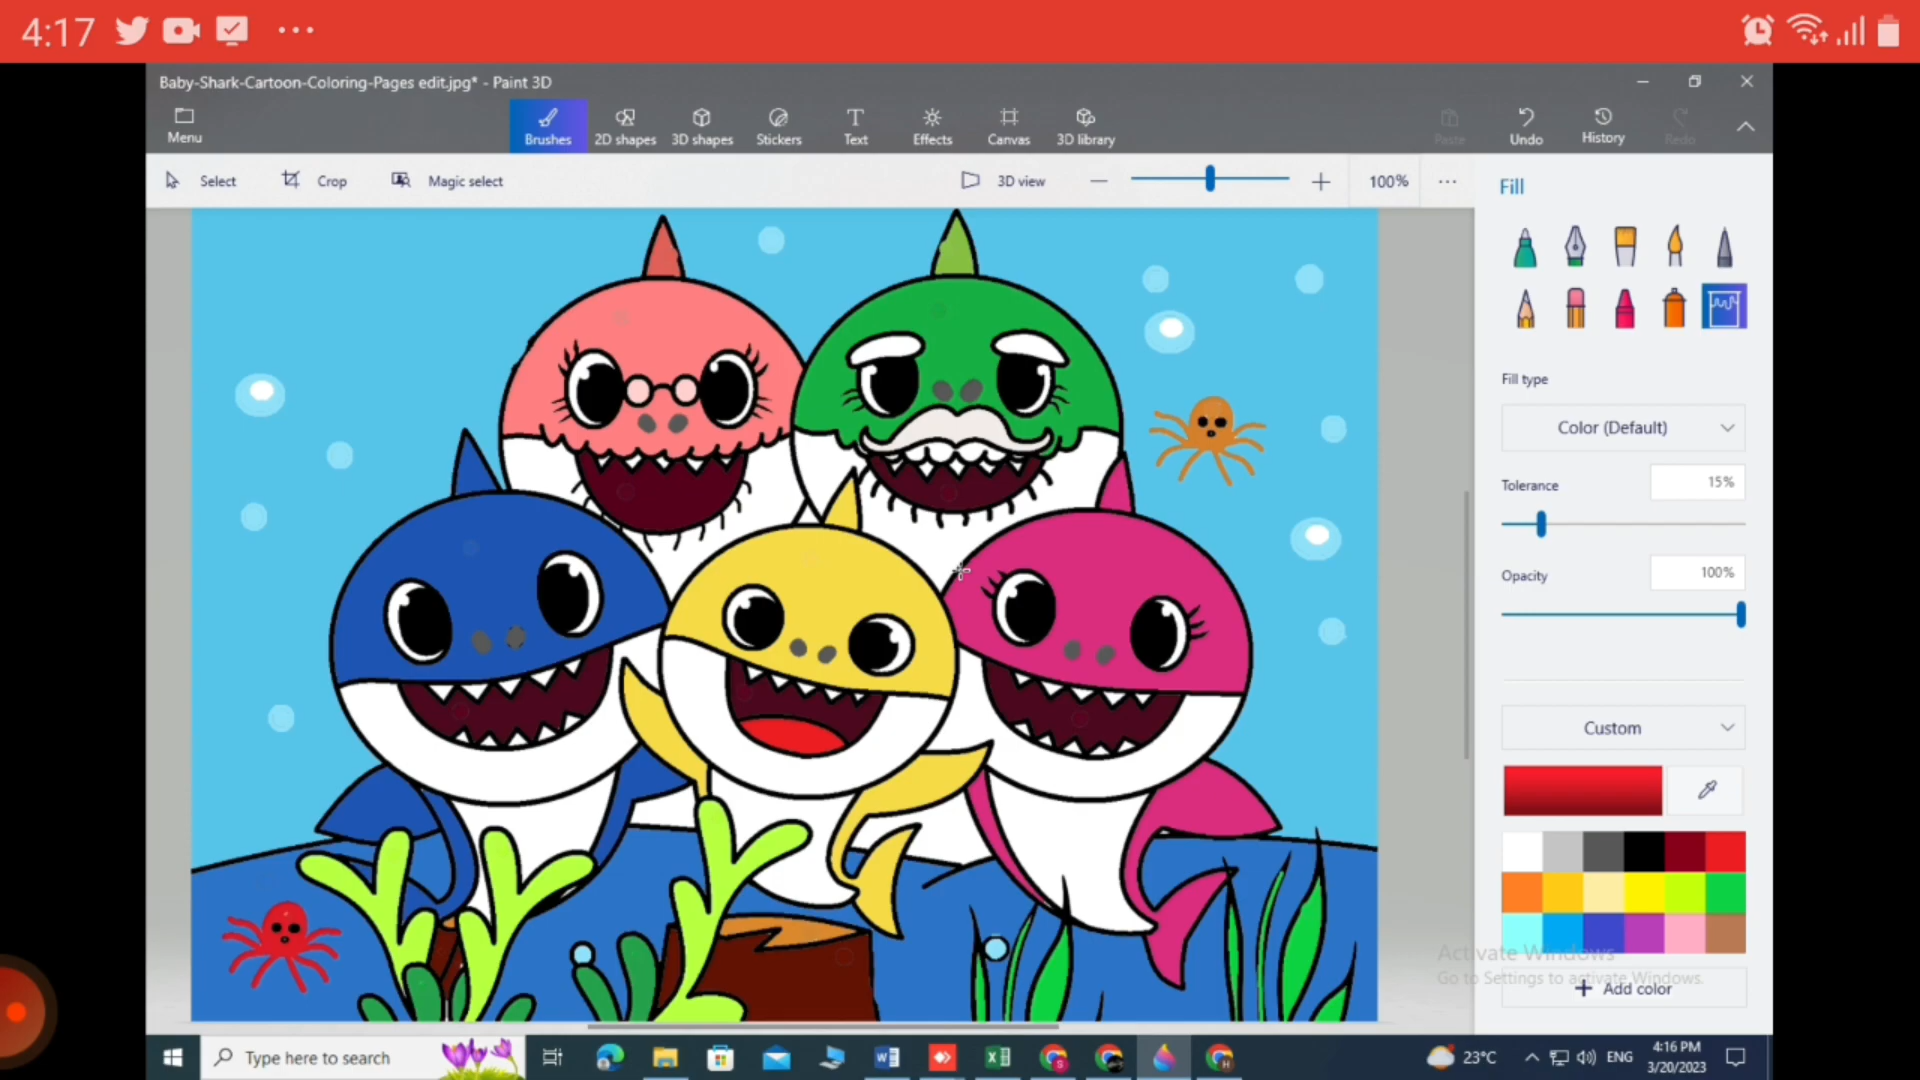 4:17
Baby-Shark-Cartoon-Coloring-Pages edit.jpg* - Paint 3D
Menu
Brushes
2D shapes
3D shapes
Stickers
Text
Effects
Canvas
3D library
Paste
Undo
History
Redo
Select
Crop
Magic select
3D view
100%
Fill
Fill type
Color (Default)
Tolerance
15%
Opacity
100%
Custom
Activate Windows
Go to Settings to activate Windows.
Add color
Type here to search
23°C
ENG
4:16 PM
3/20/2023